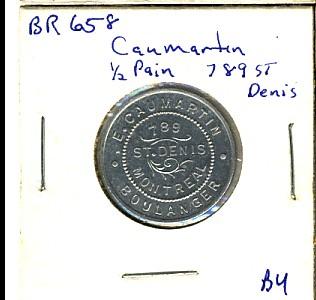 BR 658
Caumartin
½ Pain 789 ST
Denis
E. CAUMARTIN
789
ST. DENIS
MONTREAL
BOULANGER
B4